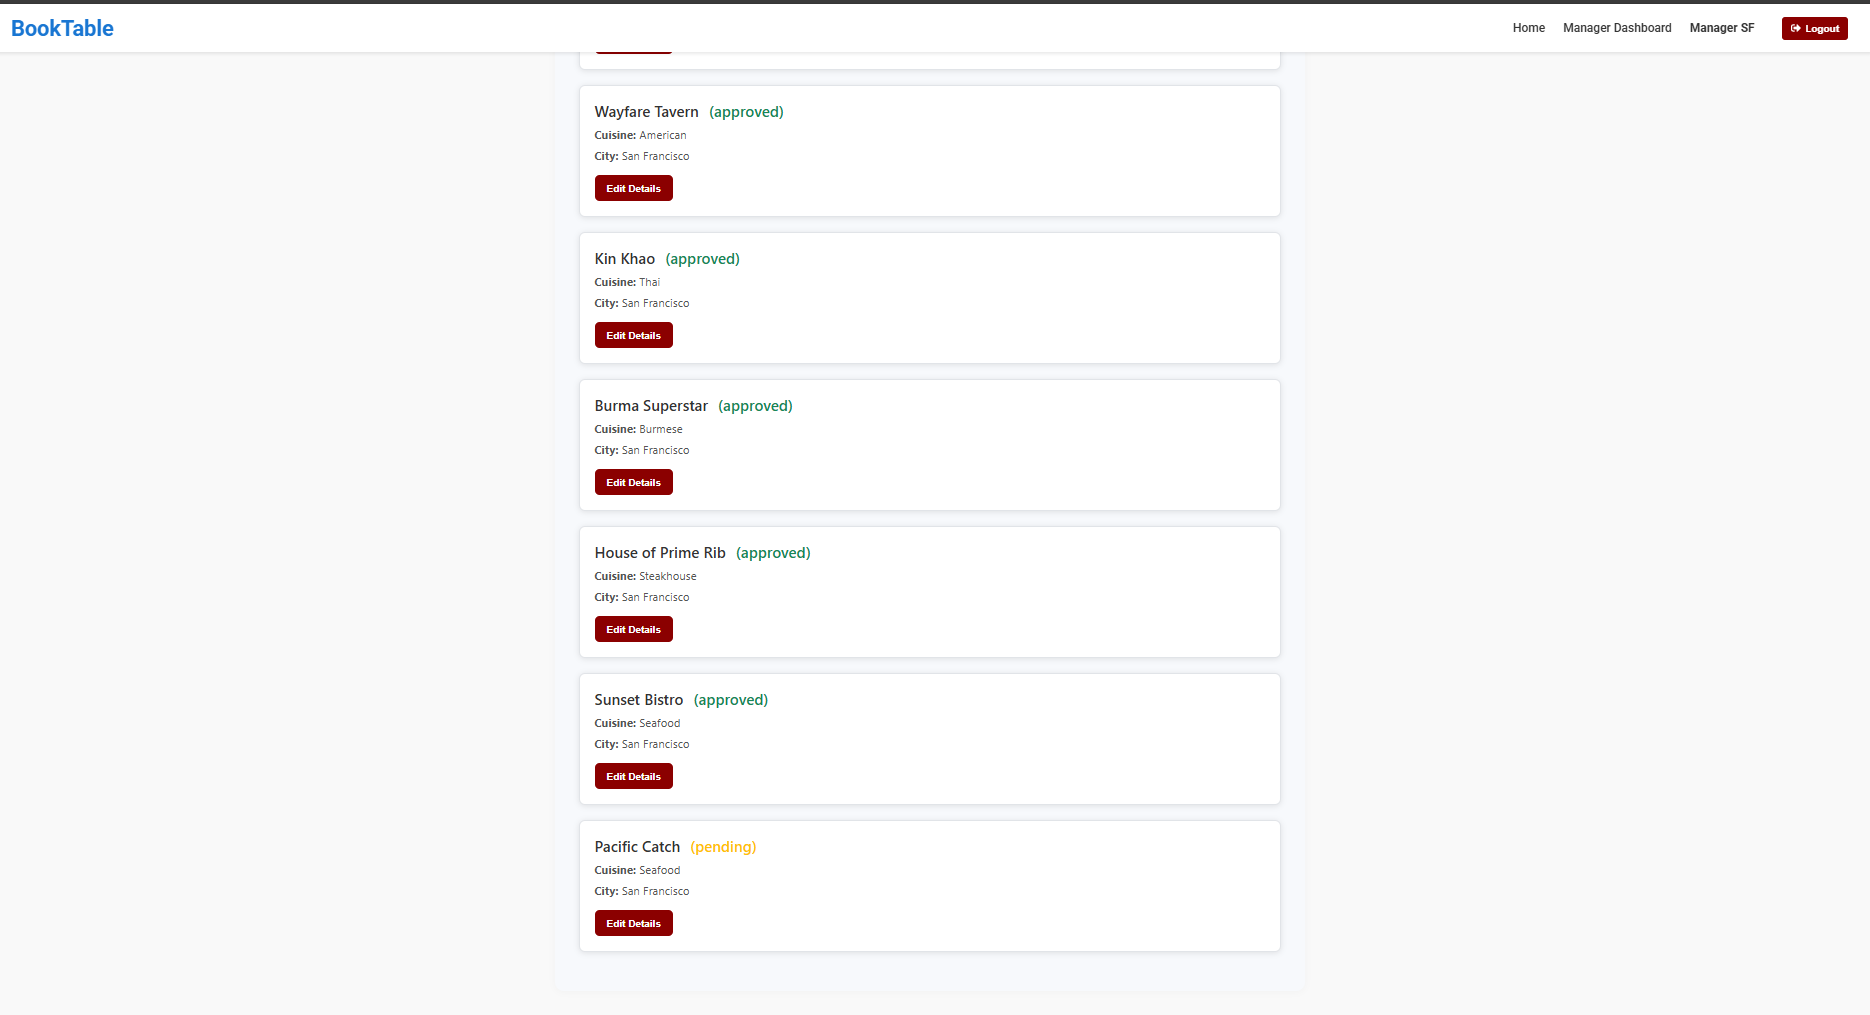 BookTable
Home Manager Dashboard Manager SF Logout
Wayfare Tavern (approved)
Cuisine: American
City: San Francisco
Edit Details
Kin Khao (approved)
Cuisine: Thai
City: San Francisco
Edit Details
Burma Superstar (approved)
Cuisine: Burmese
City: San Francisco
Edit Details
House of Prime Rib (approved)
Cuisine: Steakhouse
City: San Francisco
Edit Details
Sunset Bistro (approved)
Cuisine: Seafood
City: San Francisco
Edit Details
Pacific Catch (pending)
Cuisine: Seafood
City: San Francisco
Edit Details